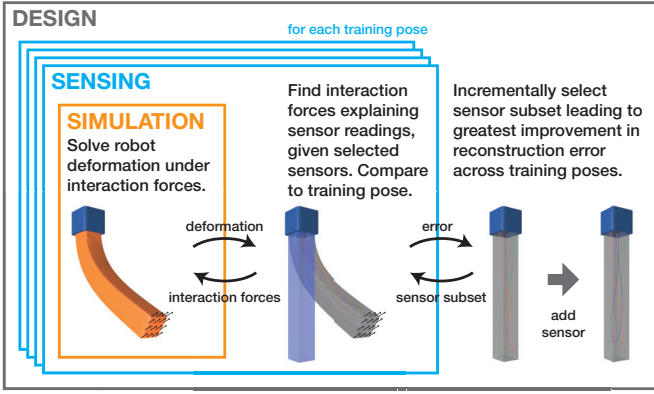 DESIGN
for each training pose
SENSING
SIMULATION
Solve robot
deformation under
interaction forces.
Find interaction
forces explaining
sensor readings,
given selected
sensors. Compare
to training pose.
Incrementally select
sensor subset leading to
greatest improvement in
reconstruction error
across training poses.
deformation
interaction forces
error
sensor subset
add
sensor